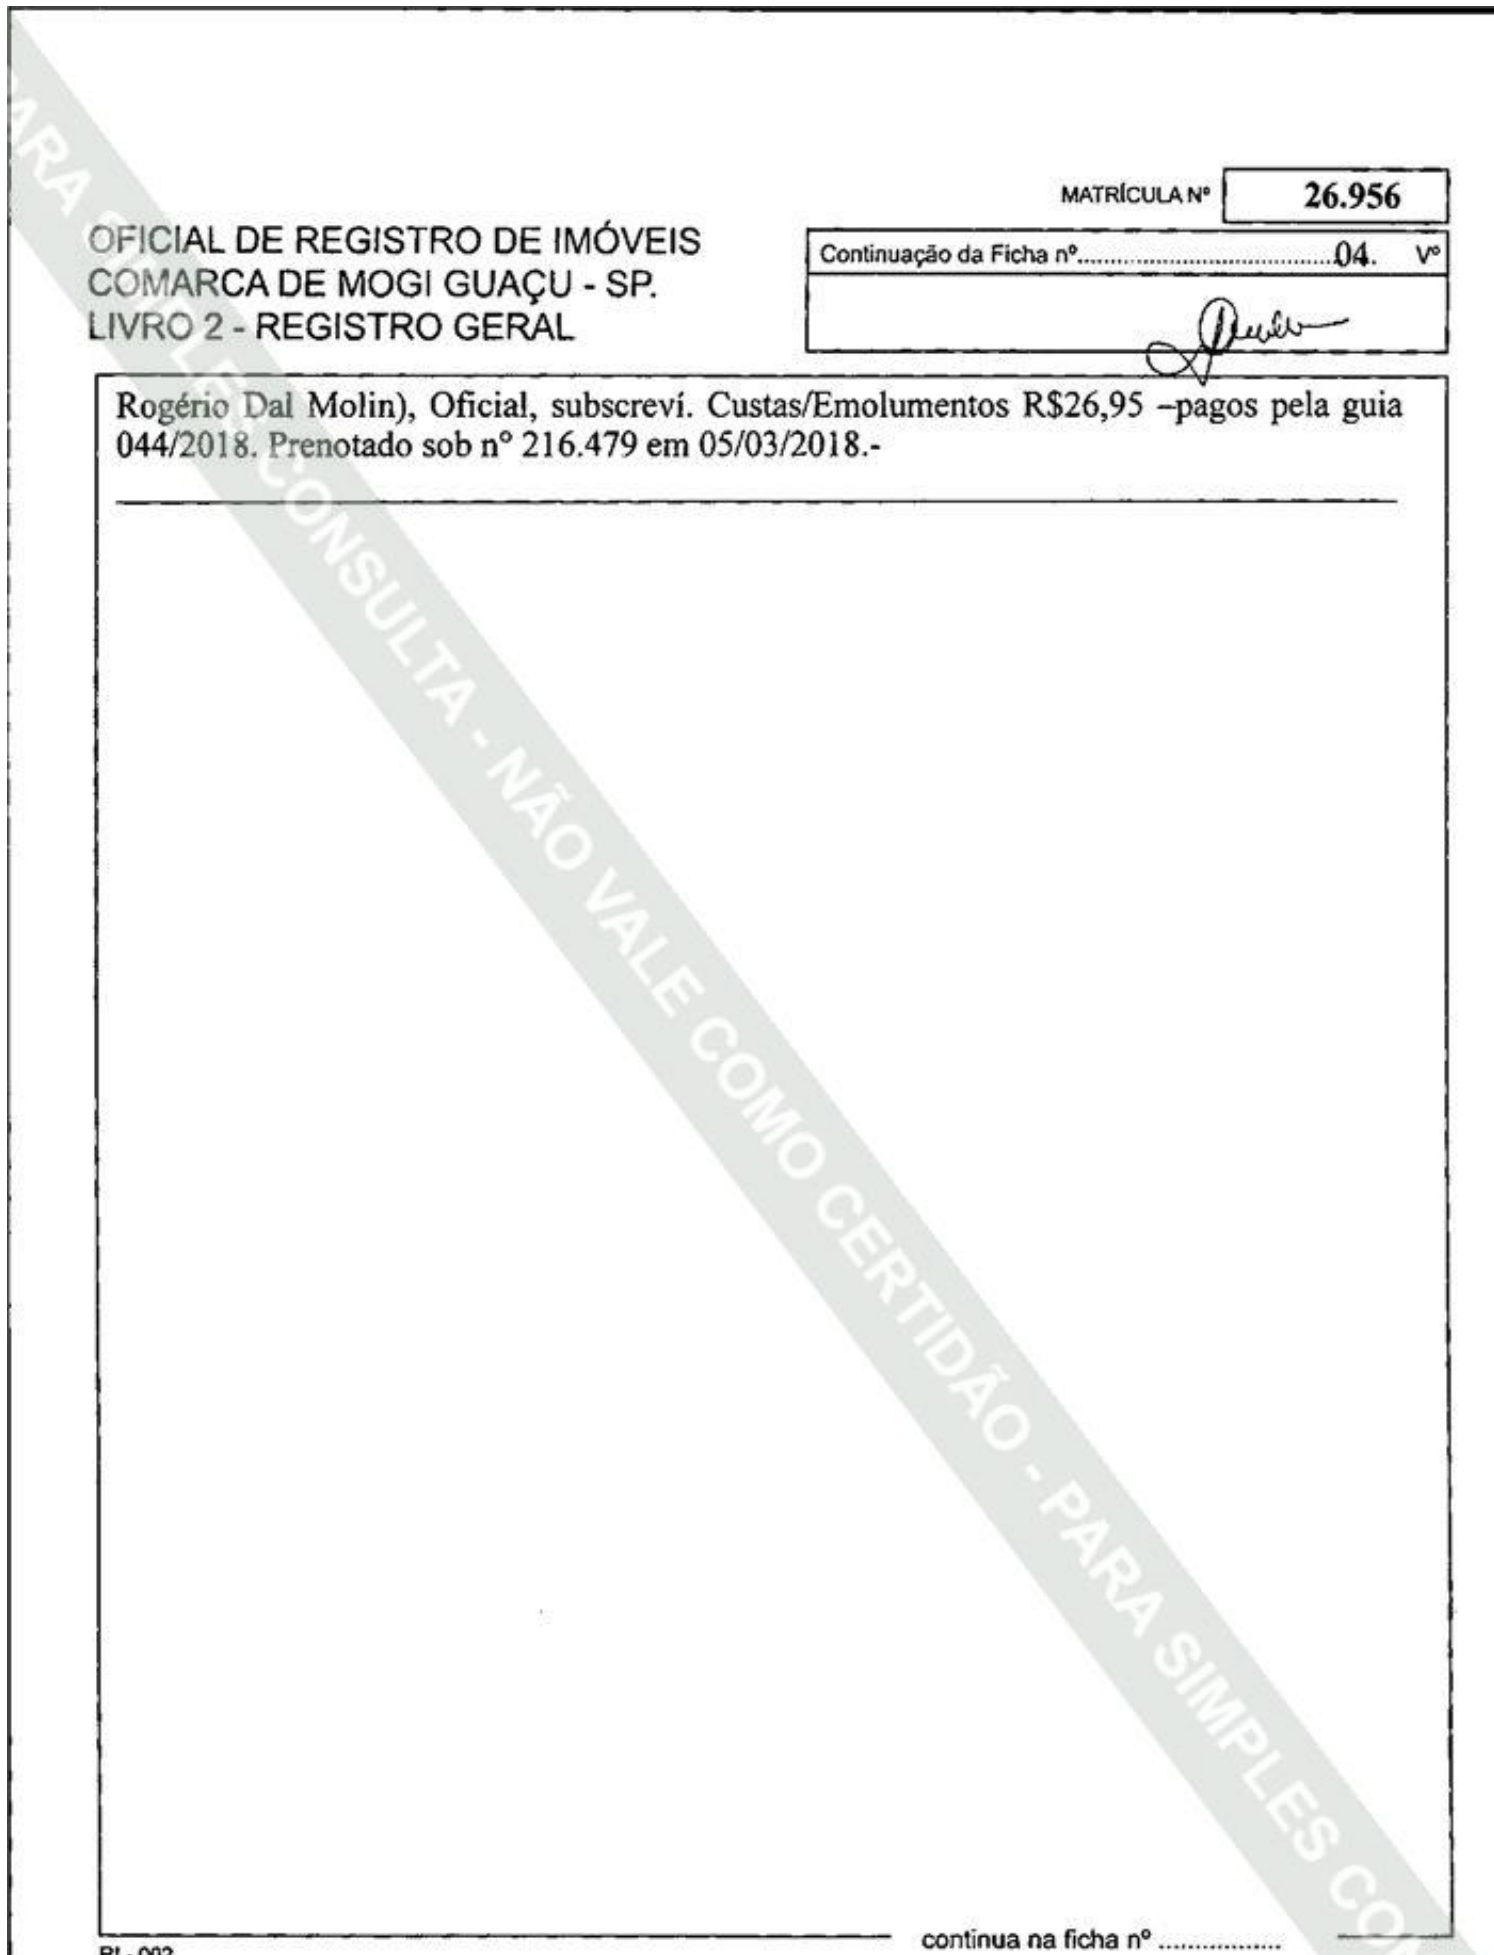 MATRÍCULA Nº 26.956
OFICIAL DE REGISTRO DE IMÓVEIS
COMARCA DE MOGI GUAÇU - SP.
LIVRO 2 - REGISTRO GERAL
Continuação da Ficha nº..........................................04. Vº
Rogério Dal Molin), Oficial, subscreví. Custas/Emolumentos R$26,95 –pagos pela guia
044/2018. Prenotado sob nº 216.479 em 05/03/2018.-
PARA SIMPLES CONSULTA - NÃO VALE COMO CERTIDÃO - PARA SIMPLES CO
continua na ficha nº ..................
RI - 002